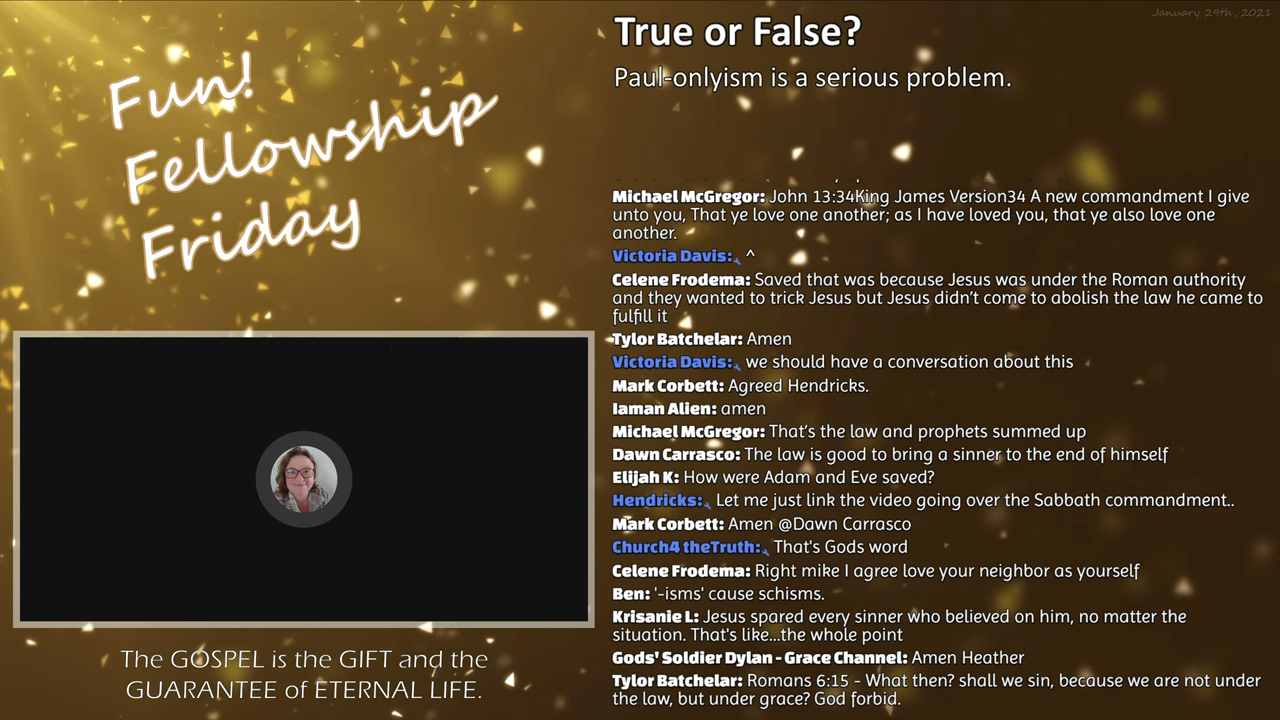 Fun!
Fellowship
Friday
The GOSPEL is the GIFT and the
GUARANTEE of ETERNAL LIFE.
January 29th, 2021
True or False?
Paul-onlyism is a serious problem.
Michael McGregor: John 13:34King James Version34 A new commandment I give
unto you, That ye love one another; as I have loved you, that ye also love one
another.
Victoria Davis: ^
Celene Frodema: Saved that was because Jesus was under the Roman authority
and they wanted to trick Jesus but Jesus didn't come to abolish the law he came to
fulfill it
Tylor Batchelar: Amen
Victoria Davis: we should have a conversation about this
Mark Corbett: Agreed Hendricks.
Iaman Alien: amen
Michael McGregor: That's the law and prophets summed up
Dawn Carrasco: The law is good to bring a sinner to the end of himself
Elijah K: How were Adam and Eve saved?
Hendricks: Let me just link the video going over the Sabbath commandment..
Mark Corbett: Amen @Dawn Carrasco
Church4 theTruth: That's Gods word
Celene Frodema: Right mike I agree love your neighbor as yourself
Ben: '-isms' cause schisms.
Krisanie L: Jesus spared every sinner who believed on him, no matter the
situation. That's like...the whole point
Gods' Soldier Dylan - Grace Channel: Amen Heather
Tylor Batchelar: Romans 6:15 - What then? shall we sin, because we are not under
the law, but under grace? God forbid.